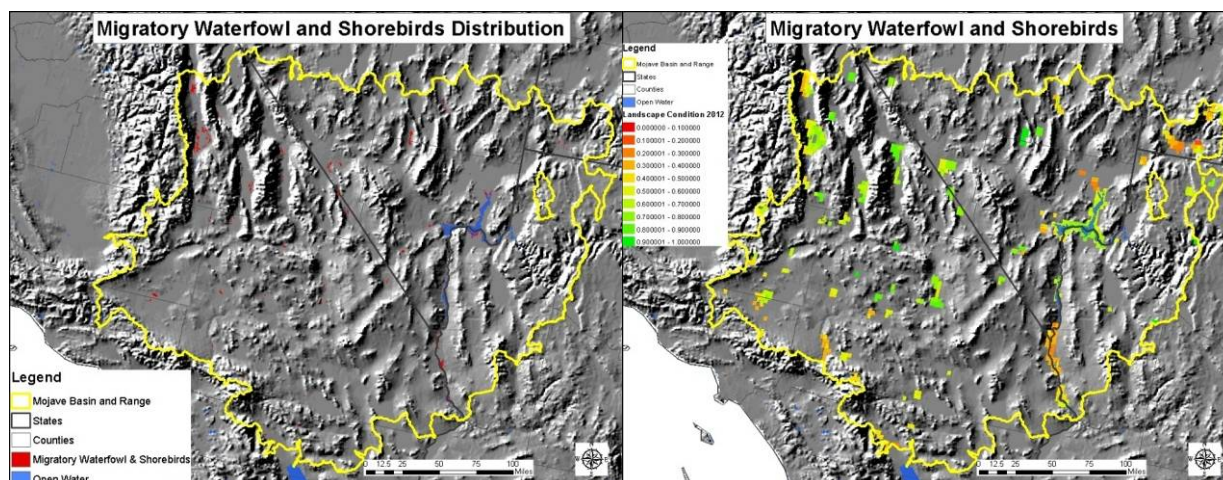 Migratory Waterfowl and Shorebirds Distribution
Legend
Mojave Basin and Range
States
Counties
Migratory Waterfowl & Shorebirds
Open Water
0 12.5 25 50 75 100
Miles
N
W E
S
Migratory Waterfowl and Shorebirds
Legend
Mojave Basin and Range
States
Counties
Open Water
Landscape Condition 2012
0.000000 - 0.100000
0.100001 - 0.200000
0.200001 - 0.300000
0.300001 - 0.400000
0.400001 - 0.500000
0.500001 - 0.600000
0.600001 - 0.700000
0.700001 - 0.800000
0.800001 - 0.900000
0.900001 - 1.000000
0 12.5 25 50 75 100
Miles
N
W E
S